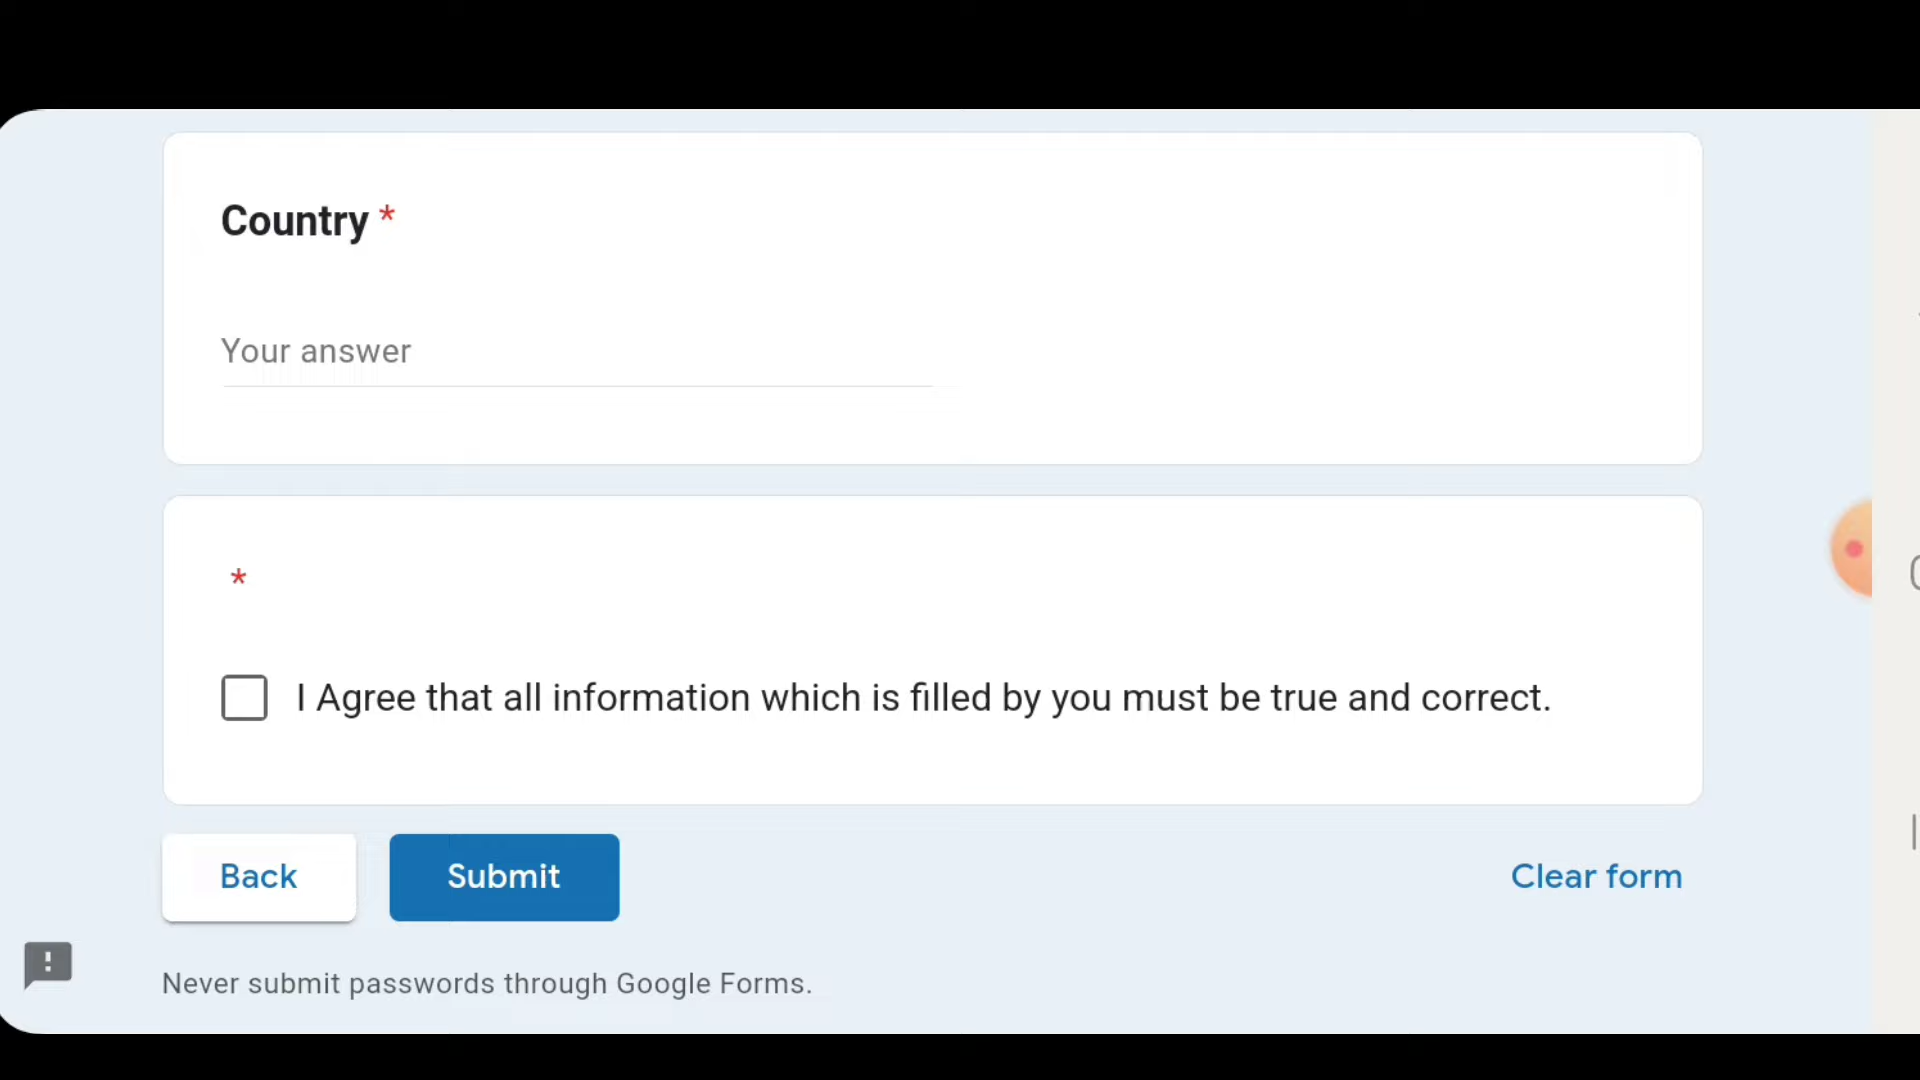 Country *
Your answer
*
I Agree that all information which is filled by you must be true and correct.
Back
Submit
Clear form
Never submit passwords through Google Forms.